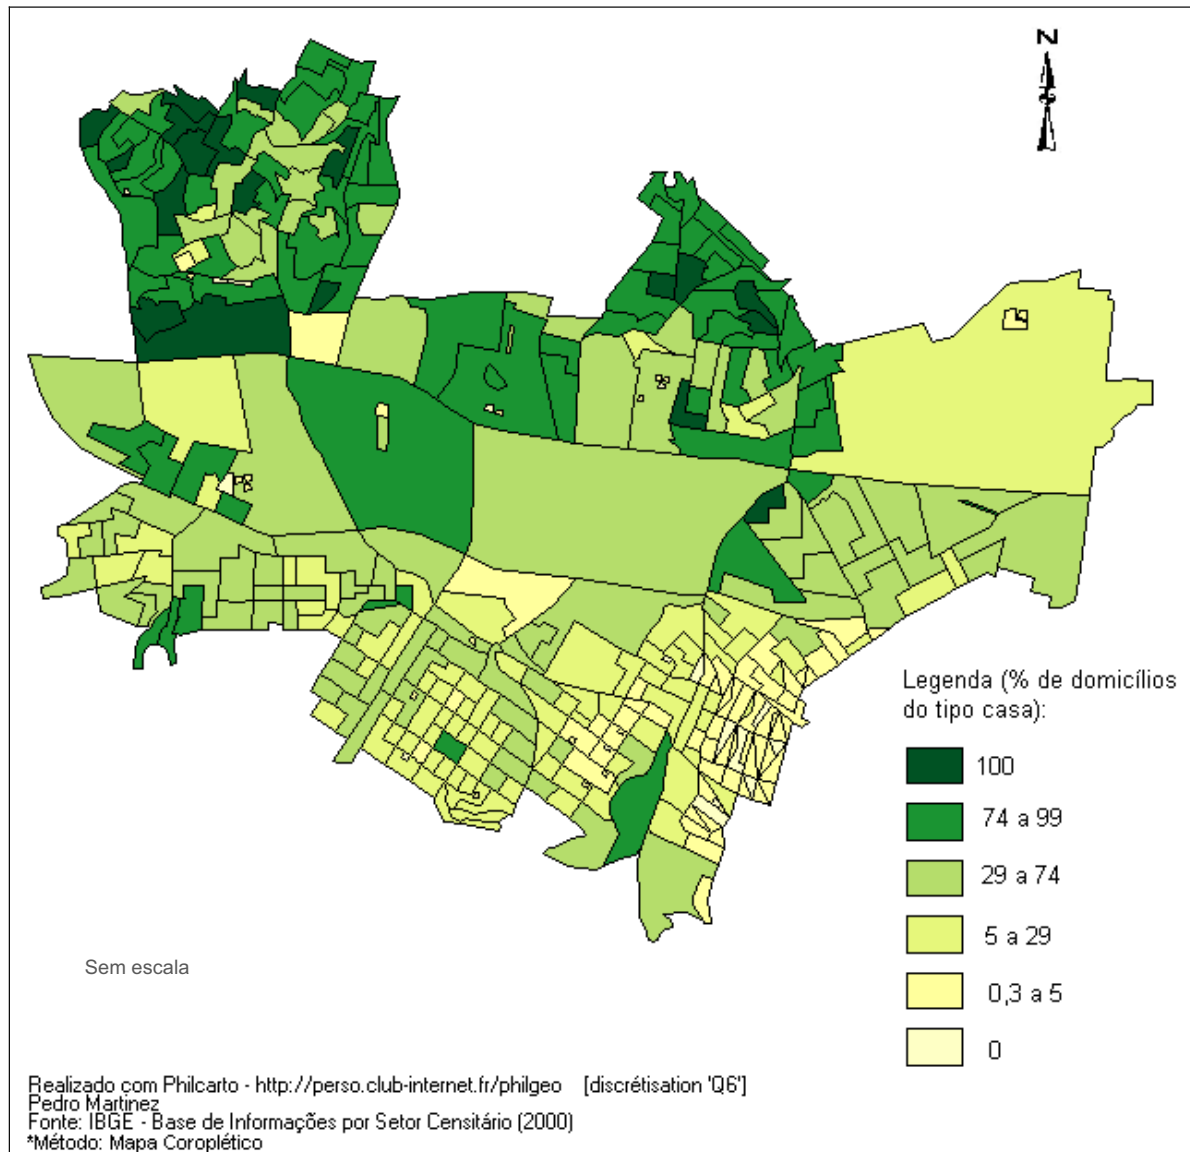 N
Legenda (% de domicílios
do tipo casa):
100
74 a 99
29 a 74
5 a 29
0,3 a 5
0
Sem escala
Realizado com Philcarto - http://perso.club-internet.fr/philgeo [discrétisation 'Q6']
Pedro Martinez
Fonte: IBGE - Base de Informações por Setor Censitário (2000)
*Método: Mapa Coroplético